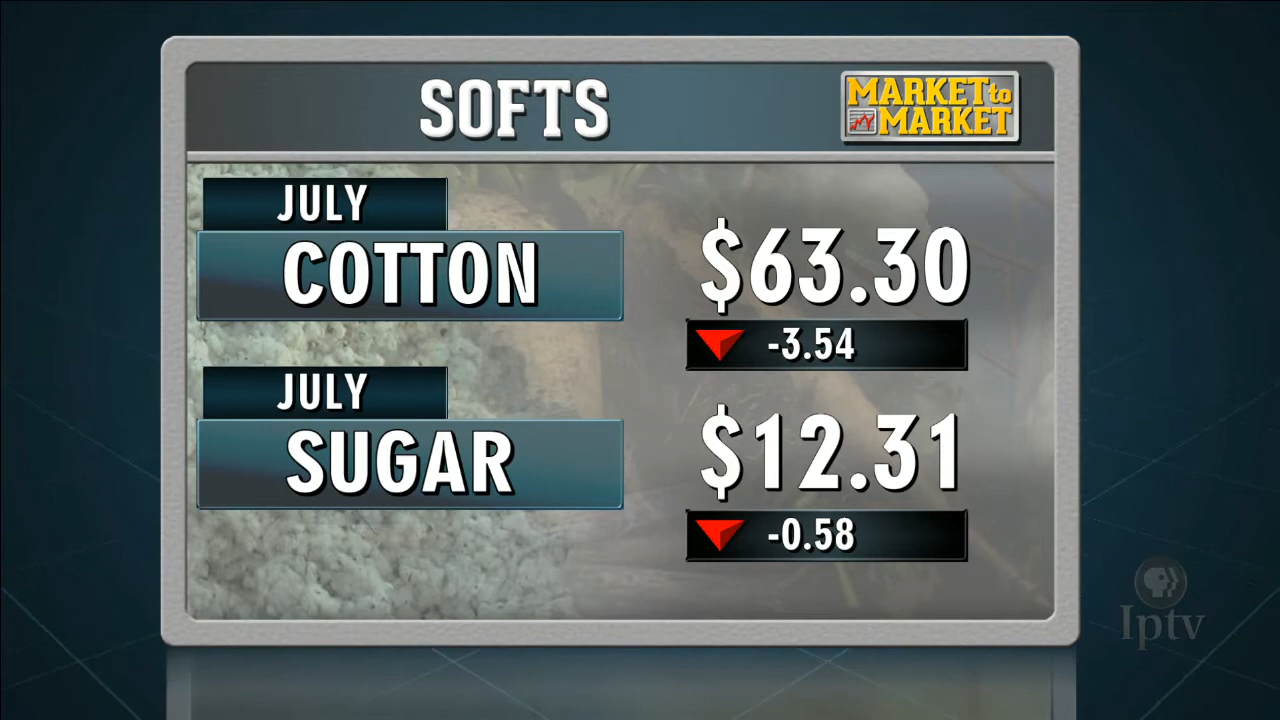 SOFTS
MARKET to
MARKET
JULY
COTTON
$63.30
-3.54
JULY
SUGAR
$12.31
-0.58
Iptv